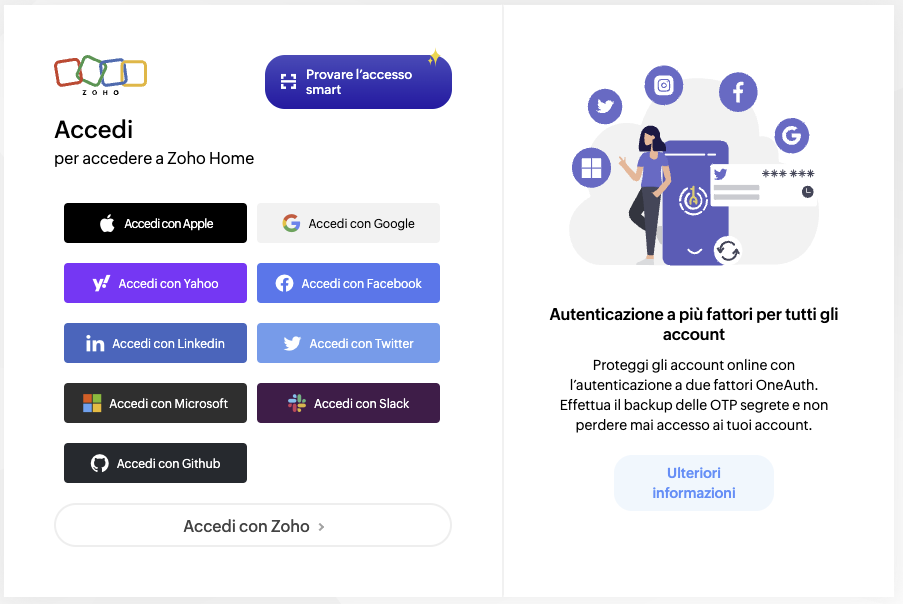 ZOHO
Provare l'accesso
smart
Accedi
per accedere a Zoho Home
Accedi con Apple
Accedi con Google
Accedi con Yahoo
Accedi con Facebook
Accedi con Linkedin
Accedi con Twitter
Accedi con Microsoft
Accedi con Slack
Accedi con Github
Accedi con Zoho >
*** ***
Autenticazione a più fattori per tutti gli
account
Proteggi gli account online con
l'autenticazione a due fattori OneAuth.
Effettua il backup delle OTP segrete e non
perdere mai accesso ai tuoi account.
Ulteriori
informazioni